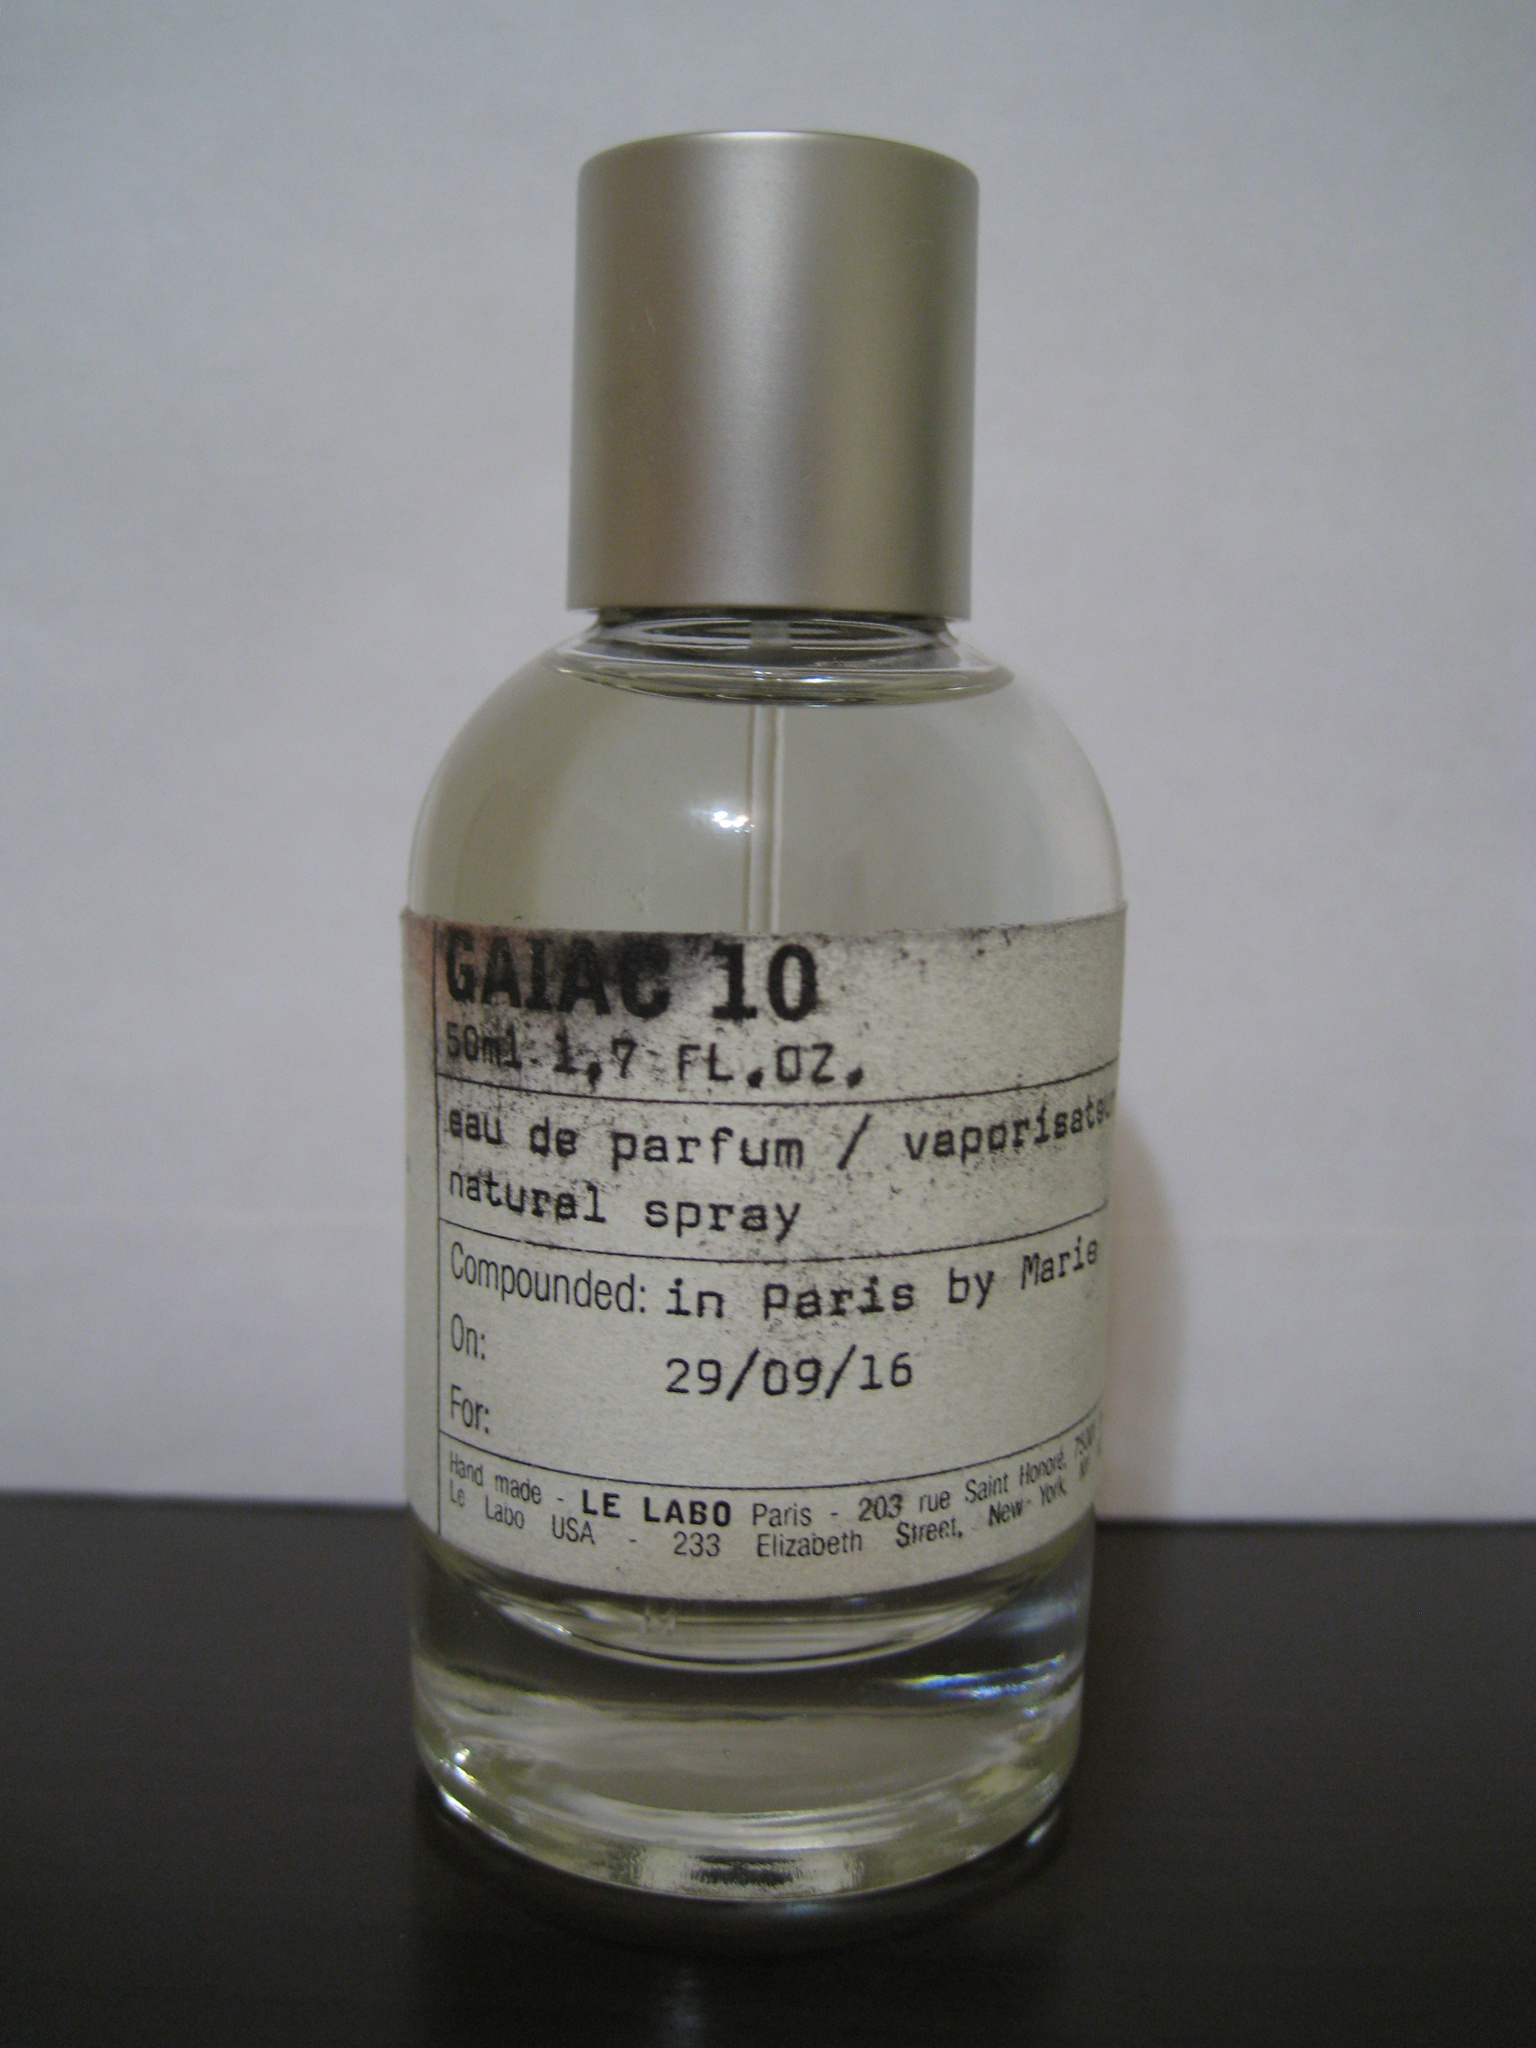 GAIAC 10
50ml 1,7 FL.OZ.
eau de parfum / vaporisateur
natural spray
Compounded: in Paris by Marie
On: 29/09/16
For:
Hand made - LE LABO Paris - 203 rue Saint Honoré,
Le Labo USA - 233 Elizabeth Street, New-York,